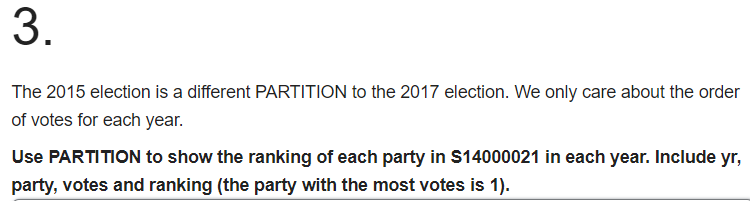 3.
The 2015 election is a different PARTITION to the 2017 election. We only care about the order
of votes for each year.
Use PARTITION to show the ranking of each party in S14000021 in each year. Include yr,
party, votes and ranking (the party with the most votes is 1).